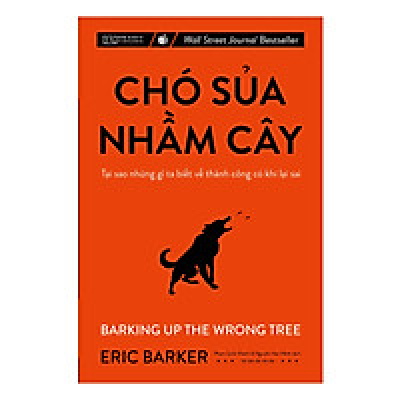 Wall Street Journal Bestseller
CHÓ SỦA
NHẦM CÂY
Tại sao những gì ta biết về thành công có khi lại sai
BARKING UP THE WRONG TREE
ERIC BARKER